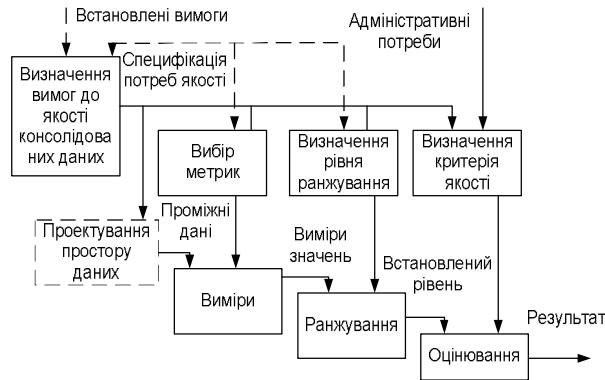 Встановлені вимоги
Адміністративні
потреби
Специфікація
потреб якості
Визначення
вимог до
якості
консолідова
них даних
Вибір
метрик
Визначення
рівня
ранжування
Визначення
критерія
якості
Проектування
простору
даних
Проміжні
дані
Виміри
Виміри
значень
Ранжування
Встановлений
рівень
Оцінювання
Результат